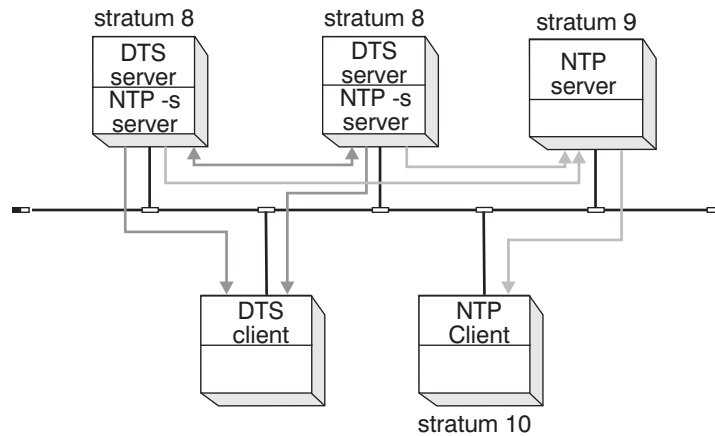 stratum 8
stratum 8
stratum 9
DTS
server
NTP -s
server
DTS
server
NTP -s
server
NTP
server
DTS
client
NTP
Client
stratum 10